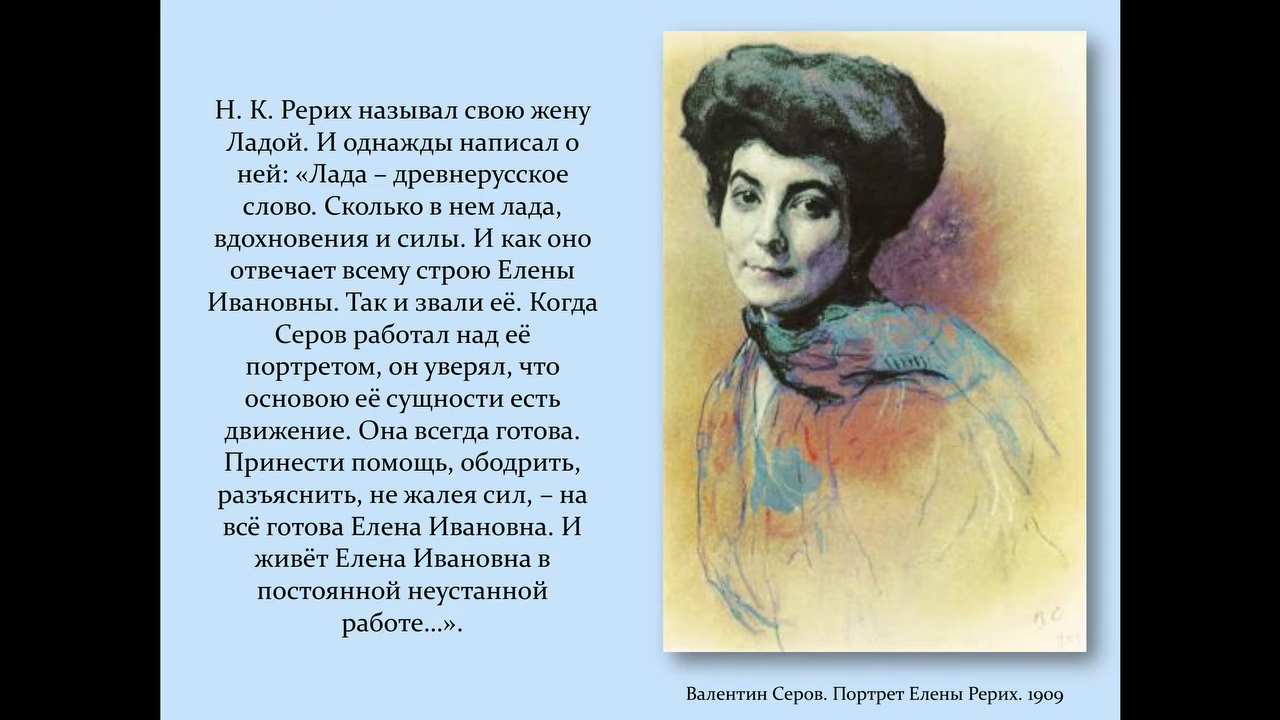 Н. К. Рерих называл свою жену
Ладой. И однажды написал о
ней: «Лада – древнерусское
слово. Сколько в нем лада,
вдохновения и силы. И как оно
отвечает всему строю Елены
Ивановны. Так и звали её. Когда
Серов работал над её
портретом, он уверял, что
основою её сущности есть
движение. Она всегда готова.
Принести помощь, ободрить,
разъяснить, не жалея сил, – на
всё готова Елена Ивановна. И
живёт Елена Ивановна в
постоянной неустанной
работе...».
Валентин Серов. Портрет Елены Рерих. 1909